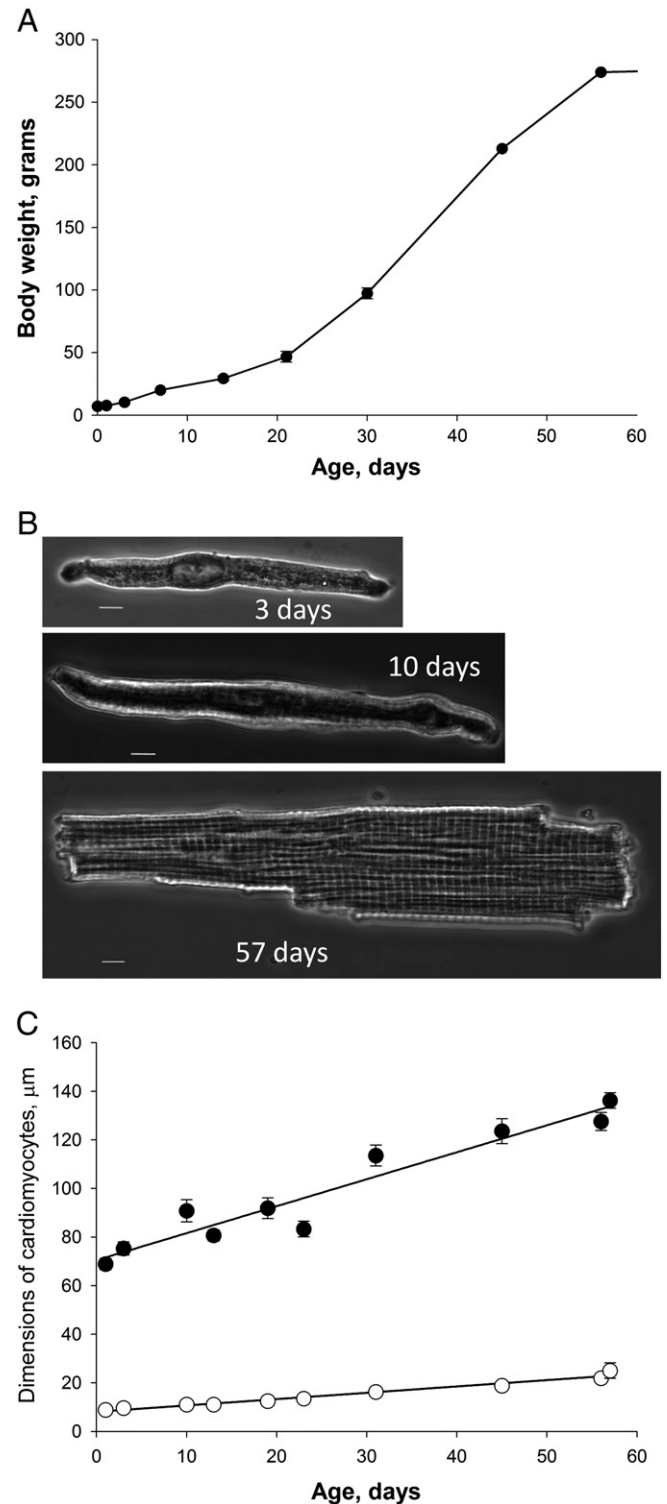 A
300
250
200
150
100
50
0
Body weight, grams
0 10 20 30 40 50 60
Age, days
B
3 days
10 days
57 days
C
160
140
120
100
80
60
40
20
0
Dimensions of cardiomyocytes, μm
0 10 20 30 40 50 60
Age, days